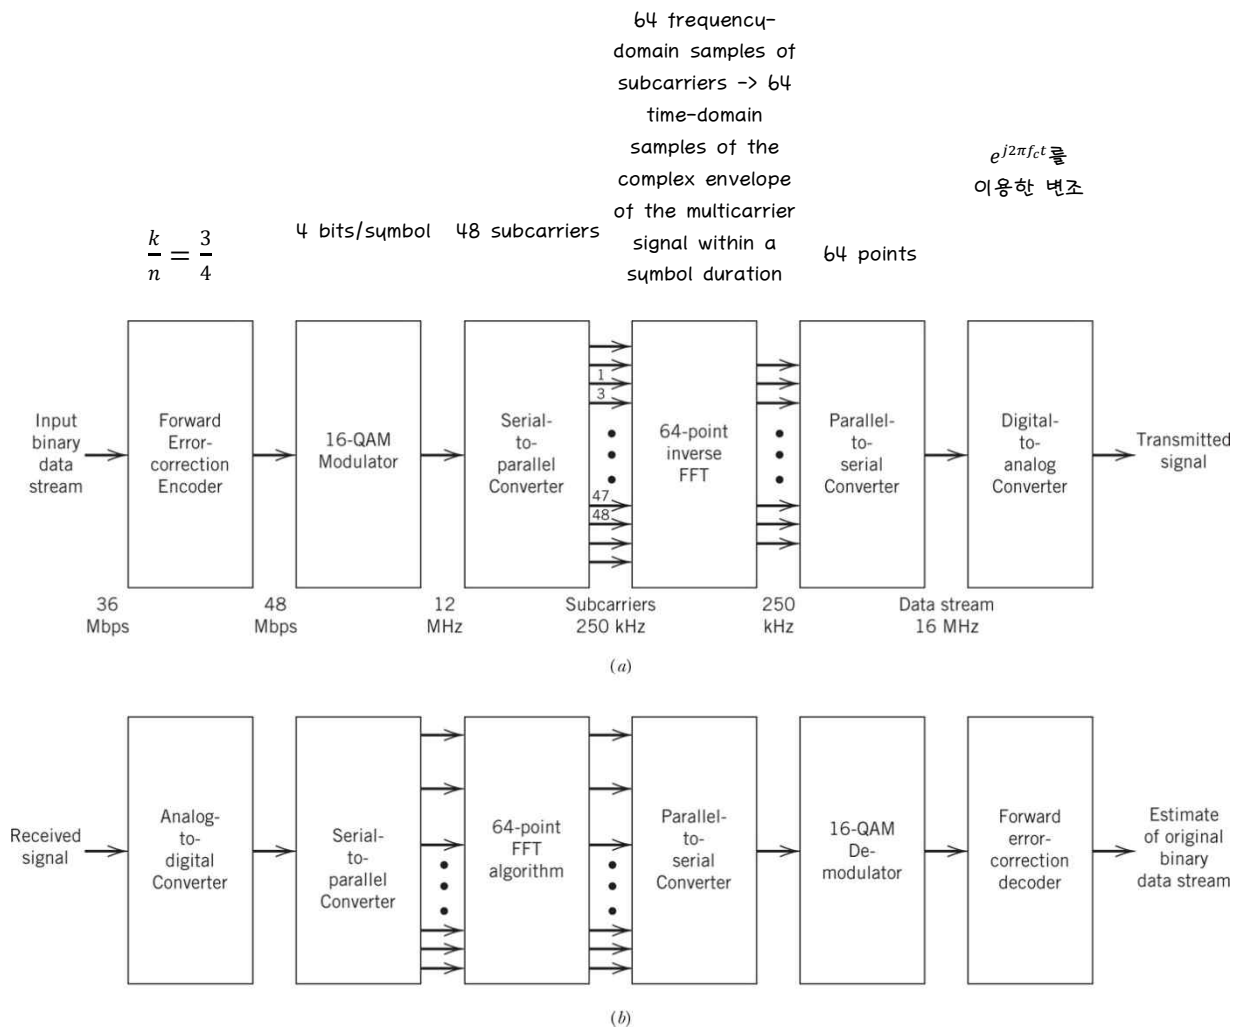 64 frequency-
domain samples of
subcarriers -> 64
time-domain
samples of the
complex envelope
of the multicarrier
signal within a
symbol duration
k/n = 3/4
4 bits/symbol
48 subcarriers
64 points
e^{j2πf_c t}를
이용한 변조
Input
binary
data
stream
Forward
Error-
correction
Encoder
16-QAM
Modulator
Serial-
to-
parallel
Converter
1
3
47
48
64-point
inverse
FFT
Parallel-
to-
serial
Converter
Digital-
to-
analog
Converter
Transmitted
signal
36
Mbps
48
Mbps
12
MHz
Subcarriers
250 kHz
250
kHz
Data stream
16 MHz
(a)
Received
signal
Analog-
to-
digital
Converter
Serial-
to-
parallel
Converter
64-point
FFT
algorithm
Parallel-
to-
serial
Converter
16-QAM
De-
modulator
Forward
error-
correction
decoder
Estimate
of original
binary
data stream
(b)